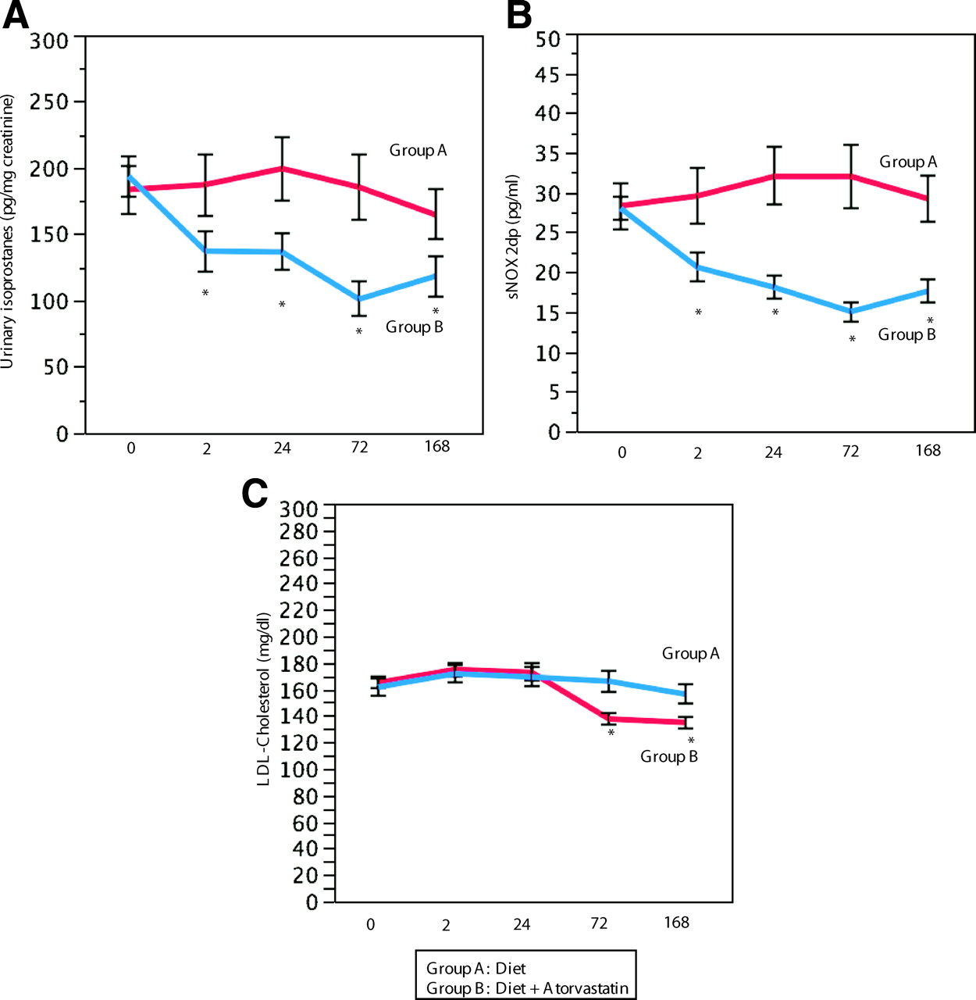 A
Urinary isoprostanes (pg/mg creatinine)
300
250
200
150
100
50
0
Group A
*
*
*
*
Group B
0 2 24 72 168
B
sNOX 2dp (pg/ml)
50
45
40
35
30
25
20
15
10
5
0
Group A
*
*
*
*
Group B
0 2 24 72 168
C
LDL-Cholesterol (mg/dl)
300
280
260
240
220
200
180
160
140
120
100
80
60
40
20
0
Group A
*
*
Group B
0 2 24 72 168
Group A: Diet
Group B: Diet + Atorvastatin